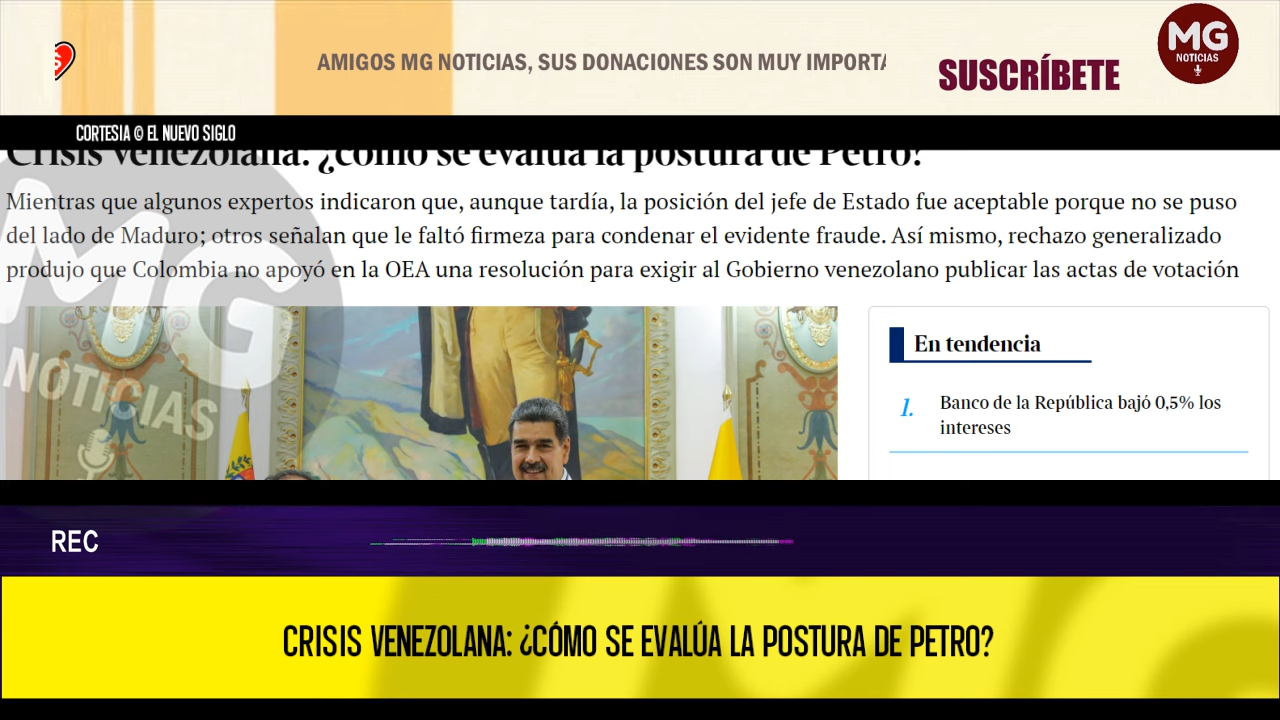 AMIGOS MG NOTICIAS, SUS DONACIONES SON MUY IMPORTA
SUSCRÍBETE
MG
NOTICIAS
CORTESIA © EL NUEVO SIGLO
Crisis venezolana: ¿cómo se evalúa la postura de Petro?
Mientras que algunos expertos indicaron que, aunque tardía, la posición del jefe de Estado fue aceptable porque no se puso
del lado de Maduro; otros señalan que le faltó firmeza para condenar el evidente fraude. Así mismo, rechazo generalizado
produjo que Colombia no apoyó en la OEA una resolución para exigir al Gobierno venezolano publicar las actas de votación
MG
NOTICIAS
En tendencia
1. Banco de la República bajó 0,5% los
intereses
REC
CRISIS VENEZOLANA: ¿CÓMO SE EVALÚA LA POSTURA DE PETRO?